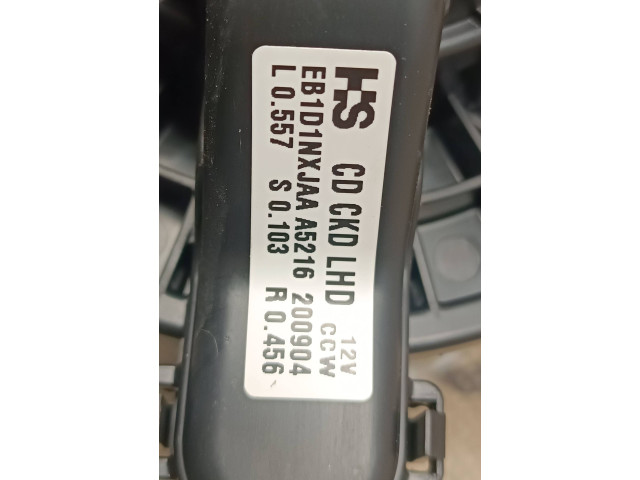 HS CD CKD LHD 12V CCW
EB1D1NXJAA A5216 200904
L 0.557 S 0.103 R 0.456